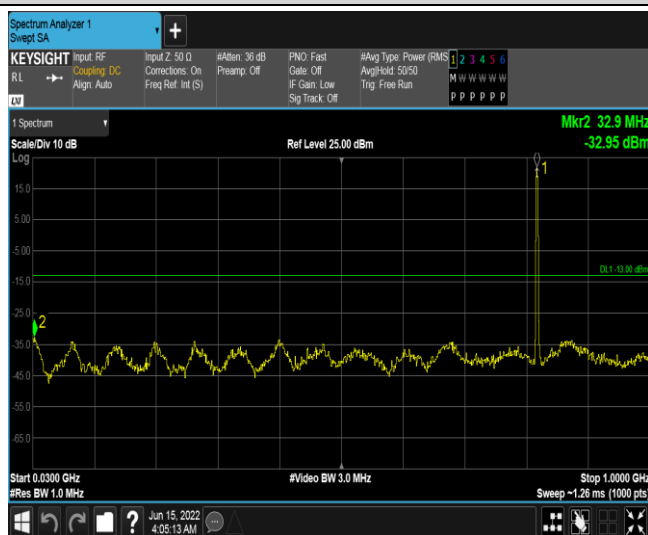 Spectrum Analyzer 1
Swept SA
+
KEYSIGHT
RL
LXI
Input: RF
Coupling: DC
Align: Auto
Input Z: 50 Ω
Corrections: On
Freq Ref: Int (S)
#Atten: 36 dB
Preamp: Off
PNO: Fast
Gate: Off
IF Gain: Low
Sig Track: Off
#Avg Type: Power (RMS
Avg|Hold: 50/50
Trig: Free Run
1 2 3 4 5 6
M W W W W W
P P P P P P
1 Spectrum
Mkr2 32.9 MHz
Scale/Div 10 dB
Ref Level 25.00 dBm
-32.95 dBm
Log
1
15.0
5.00
-5.00
DL1 -13.00 dBm
-15.0
-25.0
2
-35.0
-45.0
-55.0
-65.0
Start 0.0300 GHz
#Video BW 3.0 MHz
Stop 1.0000 GHz
#Res BW 1.0 MHz
Sweep ~1.26 ms (1000 pts)
?
Jun 15, 2022
4:05:13 AM